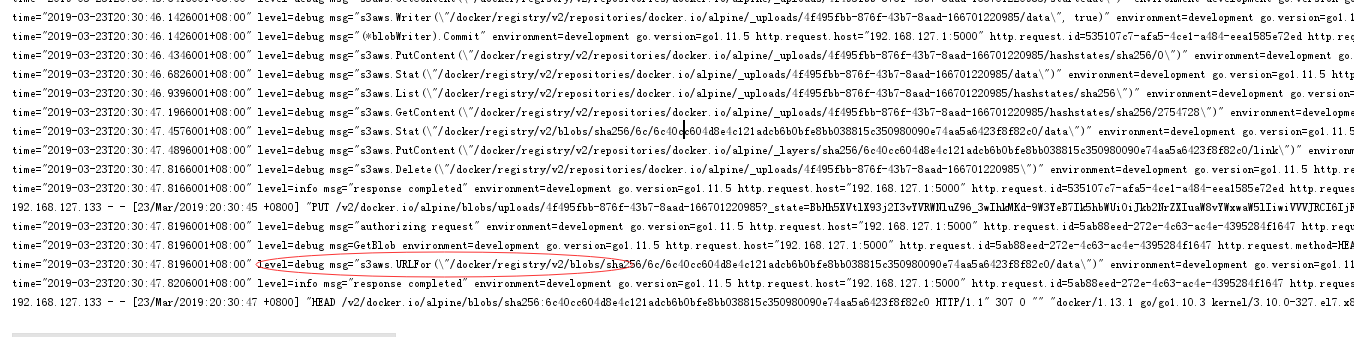 time="2019-03-23T20:30:46.1426001+08:00" level=debug msg="s3aws.Writer(\"/docker/registry/v2/repositories/docker.io/alpine/_uploads/4f495fbb-876f-43b7-8aad-166701220985/data\", true)" environment=development go.version=go1.1
time="2019-03-23T20:30:46.1426001+08:00" level=debug msg="(*blobWriter).Commit" environment=development go.version=go1.11.5 http.request.host="192.168.127.1:5000" http.request.id=535107c7-afa5-4ce1-a484-eea1585e72ed http.req
time="2019-03-23T20:30:46.4346001+08:00" level=debug msg="s3aws.PutContent(\"/docker/registry/v2/repositories/docker.io/alpine/_uploads/4f495fbb-876f-43b7-8aad-166701220985/hashstates/sha256/0\")" environment=development go.
time="2019-03-23T20:30:46.6826001+08:00" level=debug msg="s3aws.Stat(\"/docker/registry/v2/repositories/docker.io/alpine/_uploads/4f495fbb-876f-43b7-8aad-166701220985/data\")" environment=development go.version=go1.11.5 http
time="2019-03-23T20:30:46.9396001+08:00" level=debug msg="s3aws.List(\"/docker/registry/v2/repositories/docker.io/alpine/_uploads/4f495fbb-876f-43b7-8aad-166701220985/hashstates/sha256\")" environment=development go.version
time="2019-03-23T20:30:47.1966001+08:00" level=debug msg="s3aws.GetContent(\"/docker/registry/v2/repositories/docker.io/alpine/_uploads/4f495fbb-876f-43b7-8aad-166701220985/hashstates/sha256/2754728\")" environment=developme
time="2019-03-23T20:30:47.4576001+08:00" level=debug msg="s3aws.Stat(\"/docker/registry/v2/blobs/sha256/6c/6c40cc604d8e4c121adcb6b0bfe8bb038815c350980090e74aa5a6423f8f82c0/data\")" environment=development go.version=go1.11.5
time="2019-03-23T20:30:47.4896001+08:00" level=debug msg="s3aws.PutContent(\"/docker/registry/v2/repositories/docker.io/alpine/_layers/sha256/6c40cc604d8e4c121adcb6b0bfe8bb038815c350980090e74aa5a6423f8f82c0/link\")" environm
time="2019-03-23T20:30:47.8166001+08:00" level=debug msg="s3aws.Delete(\"/docker/registry/v2/repositories/docker.io/alpine/_uploads/4f495fbb-876f-43b7-8aad-166701220985\")" environment=development go.version=go1.11.5 http.re
time="2019-03-23T20:30:47.8166001+08:00" level=info msg="response completed" environment=development go.version=go1.11.5 http.request.host="192.168.127.1:5000" http.request.id=535107c7-afa5-4ce1-a484-eea1585e72ed http.reques
192.168.127.133 - - [23/Mar/2019:20:30:45 +0800] "PUT /v2/docker.io/alpine/blobs/uploads/4f495fbb-876f-43b7-8aad-166701220985?
time="2019-03-23T20:30:47.8196001+08:00" level=debug msg="authorizing request" environment=development go.version=go1.11.5 http.request.host="192.168.127.1:5000" http.request.id=5ab88eed-272e-4c63-ac4e-4395284f1647 http.reque
time="2019-03-23T20:30:47.8196001+08:00" level=debug msg=GetBlob environment=development go.version=go1.11.5 http.request.host="192.168.127.1:5000" http.request.id=5ab88eed-272e-4c63-ac4e-4395284f1647 http.request.method=HEA
time="2019-03-23T20:30:47.8196001+08:00" level=debug msg="s3aws.URLFor(\"/docker/registry/v2/blobs/sha256/6c/6c40cc604d8e4c121adcb6b0bfe8bb038815c350980090e74aa5a6423f8f82c0/data\")" environment=development go.version=go1.11
time="2019-03-23T20:30:47.8206001+08:00" level=info msg="response completed" environment=development go.version=go1.11.5 http.request.host="192.168.127.1:5000" http.request.id=5ab88eed-272e-4c63-ac4e-4395284f1647 http.reques
192.168.127.133 - - [23/Mar/2019:20:30:47 +0800] "HEAD /v2/docker.io/alpine/blobs/sha256:6c40cc604d8e4c121adcb6b0bfe8bb038815c350980090e74aa5a6423f8f82c0 HTTP/1.1" 307 0 "" "docker/1.13.1 go/go1.10.3 kernel/3.10.0-327.el7.x8